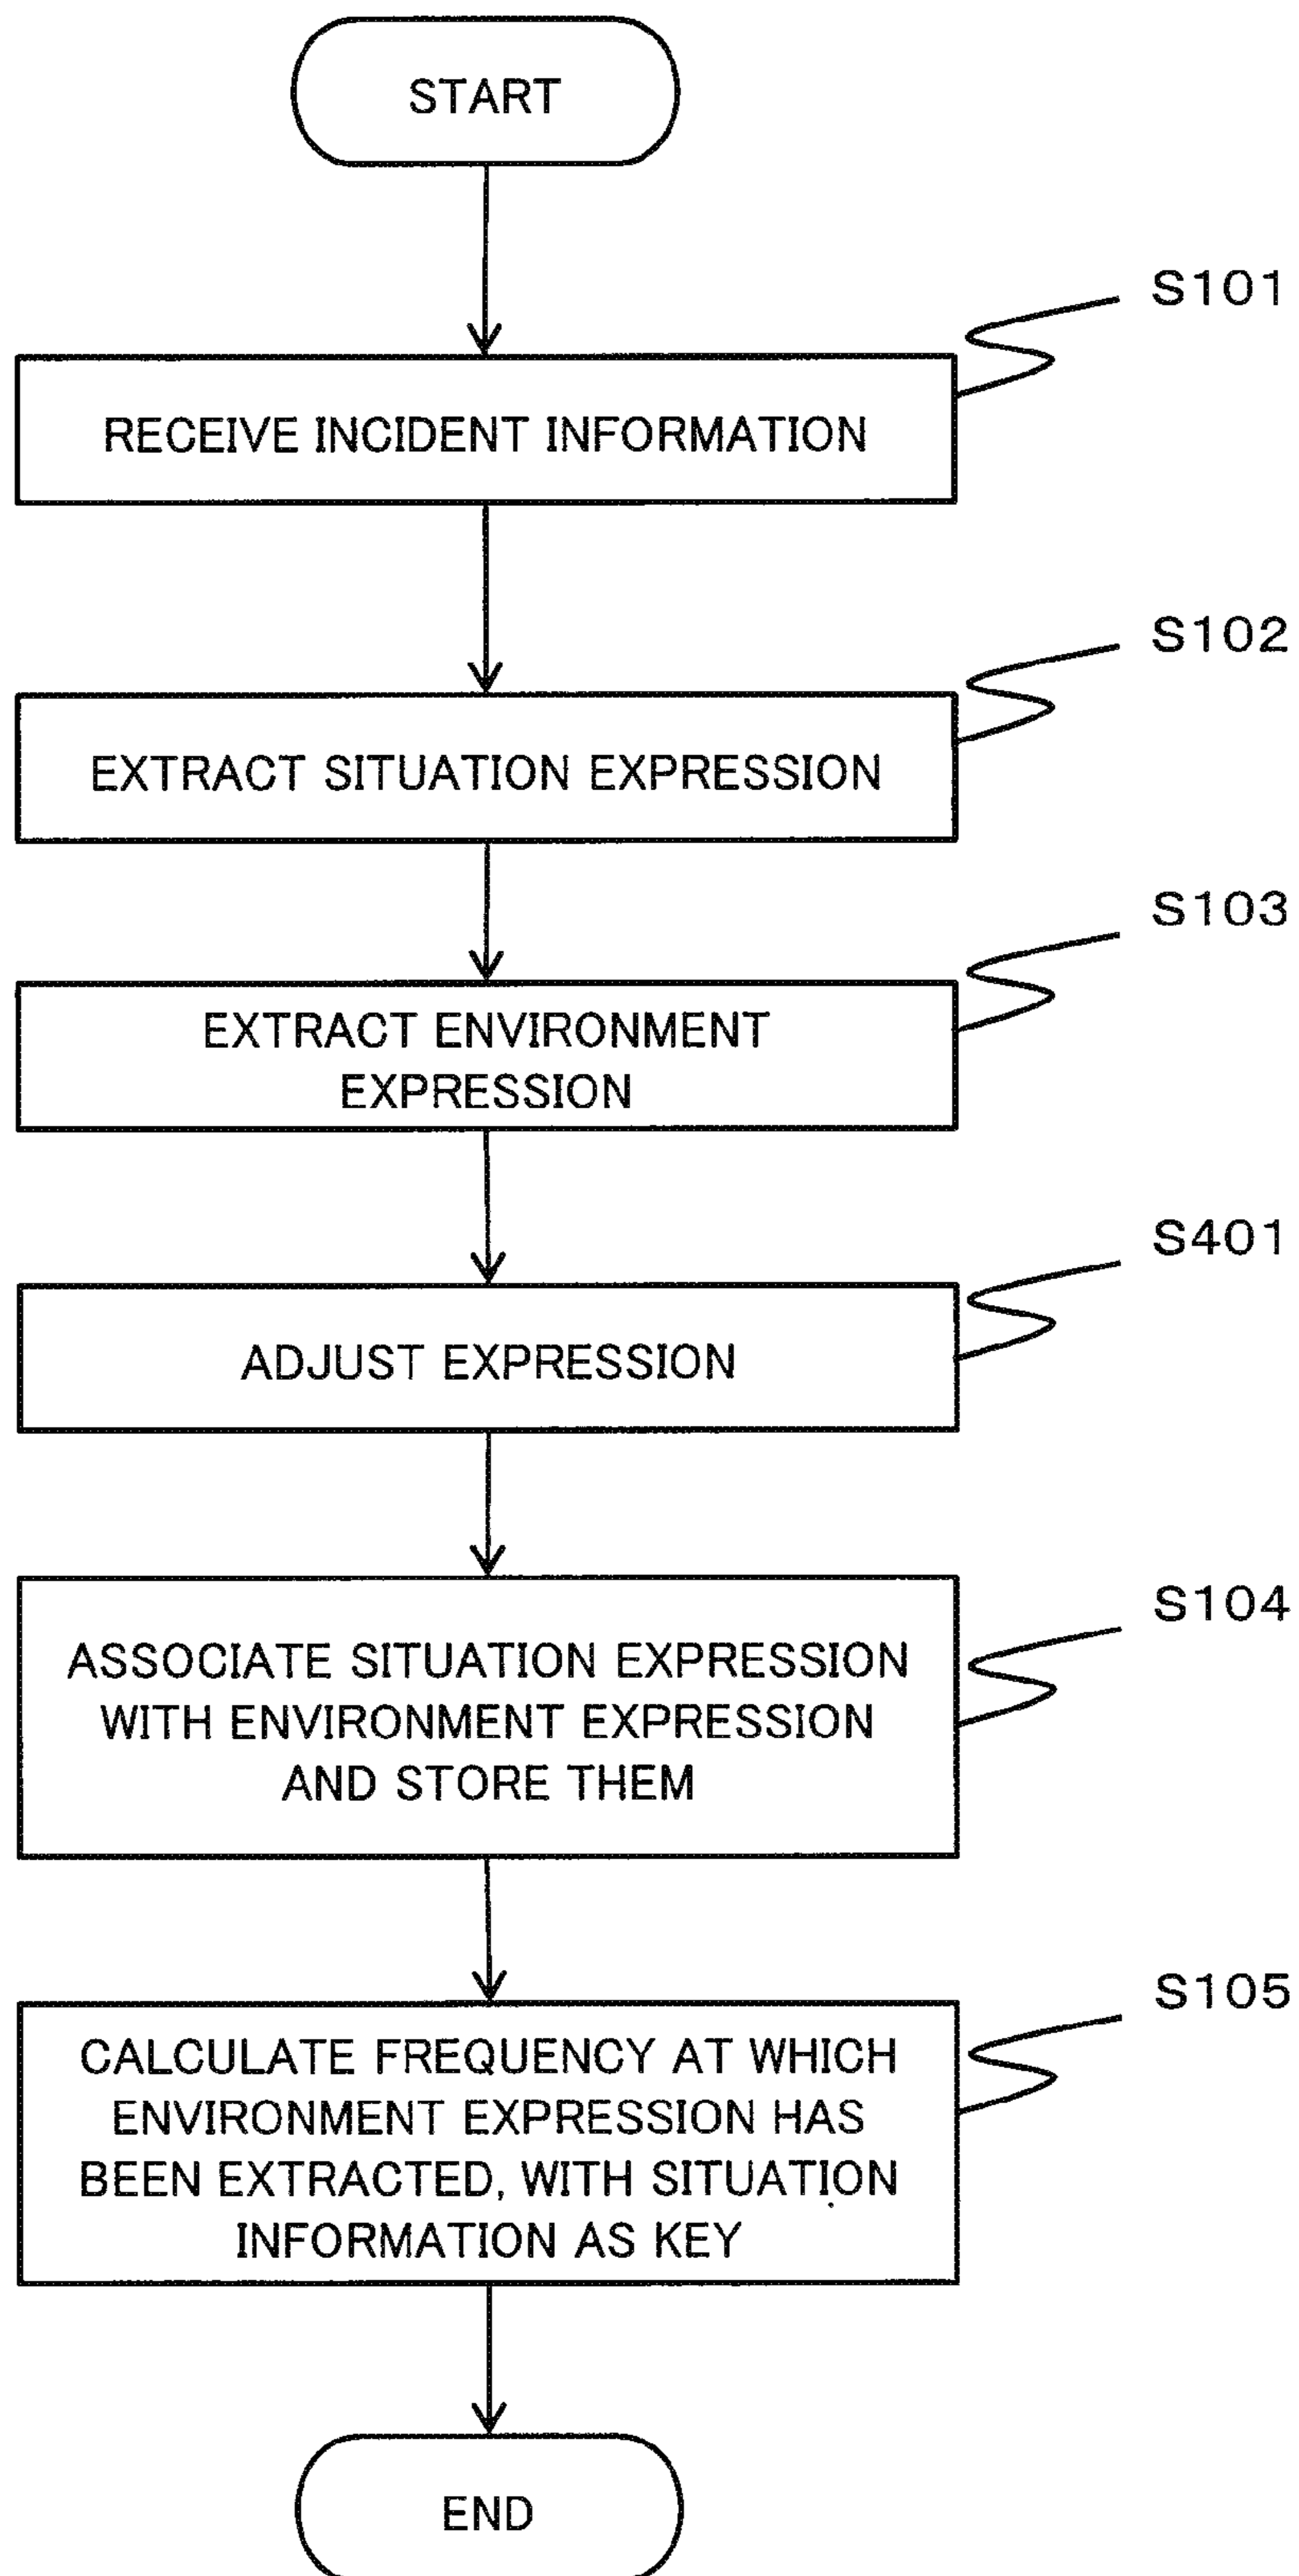 START
S101
RECEIVE INCIDENT INFORMATION
S102
EXTRACT SITUATION EXPRESSION
S103
EXTRACT ENVIRONMENT
EXPRESSION
S401
ADJUST EXPRESSION
S104
ASSOCIATE SITUATION EXPRESSION
WITH ENVIRONMENT EXPRESSION
AND STORE THEM
S105
CALCULATE FREQUENCY AT WHICH
ENVIRONMENT EXPRESSION HAS
BEEN EXTRACTED, WITH SITUATION
INFORMATION AS KEY
END